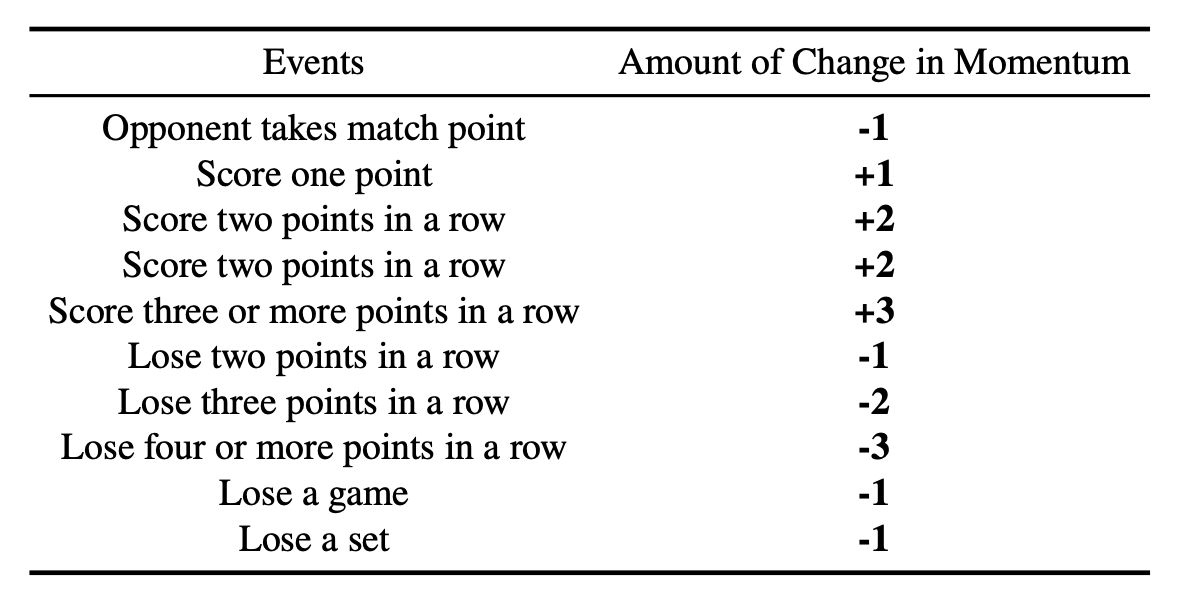 Events Amount of Change in Momentum
Opponent takes match point -1
Score one point +1
Score two points in a row +2
Score two points in a row +2
Score three or more points in a row +3
Lose two points in a row -1
Lose three points in a row -2
Lose four or more points in a row -3
Lose a game -1
Lose a set -1